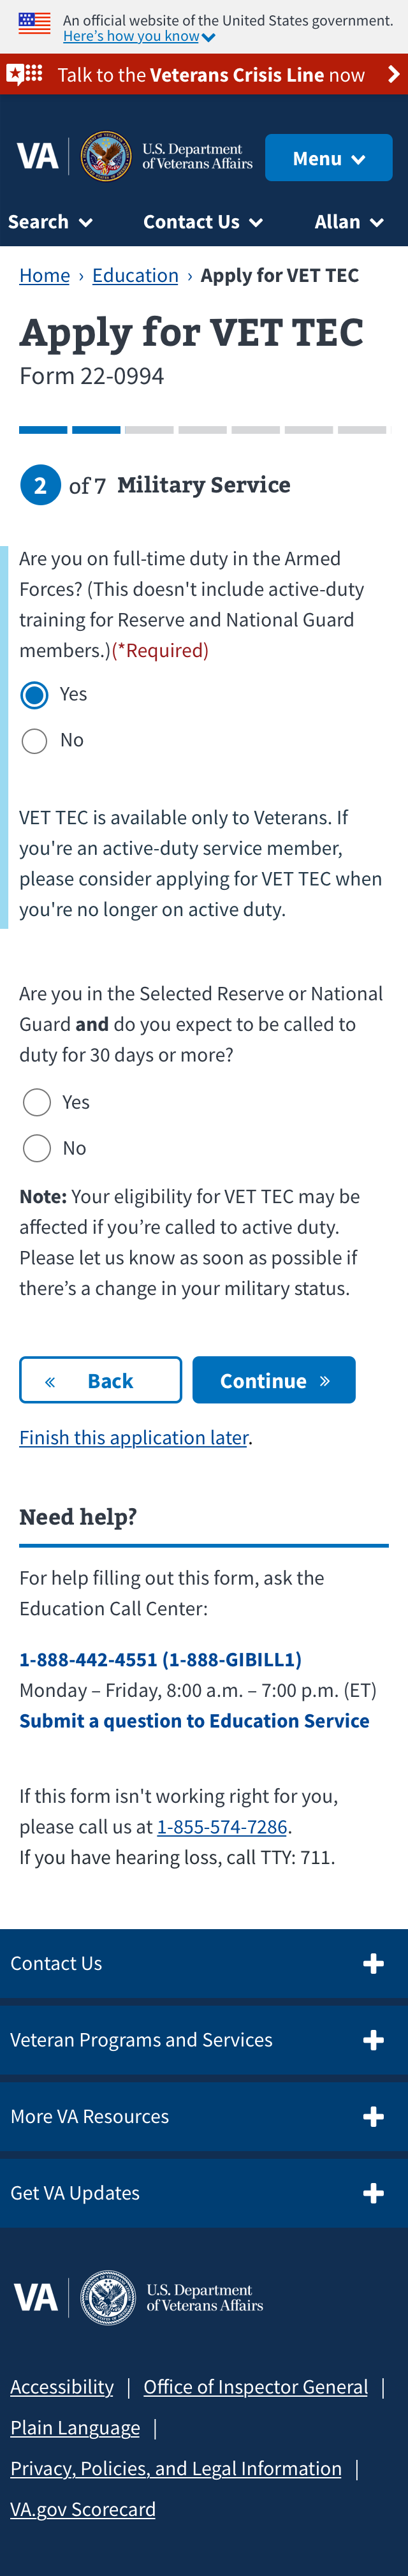 An official website of the United States government.
Here's how you know
Talk to the Veterans Crisis Line now
VA
U.S. Department
of Veterans Affairs
Menu
Search
Contact Us
Allan
Home › Education › Apply for VET TEC
Apply for VET TEC
Form 22-0994
2 of 7 Military Service
Are you on full-time duty in the Armed
Forces? (This doesn't include active-duty
training for Reserve and National Guard
members.)(*Required)
Yes
No
VET TEC is available only to Veterans. If
you're an active-duty service member,
please consider applying for VET TEC when
you're no longer on active duty.
Are you in the Selected Reserve or National
Guard and do you expect to be called to
duty for 30 days or more?
Yes
No
Note: Your eligibility for VET TEC may be
affected if you’re called to active duty.
Please let us know as soon as possible if
there’s a change in your military status.
« Back
Continue »
Finish this application later.
Need help?
For help filling out this form, ask the
Education Call Center:
1-888-442-4551 (1-888-GIBILL1)
Monday – Friday, 8:00 a.m. – 7:00 p.m. (ET)
Submit a question to Education Service
If this form isn't working right for you,
please call us at 1-855-574-7286.
If you have hearing loss, call TTY: 711.
Contact Us
Veteran Programs and Services
More VA Resources
Get VA Updates
VA
U.S. Department
of Veterans Affairs
Accessibility | Office of Inspector General |
Plain Language |
Privacy, Policies, and Legal Information |
VA.gov Scorecard